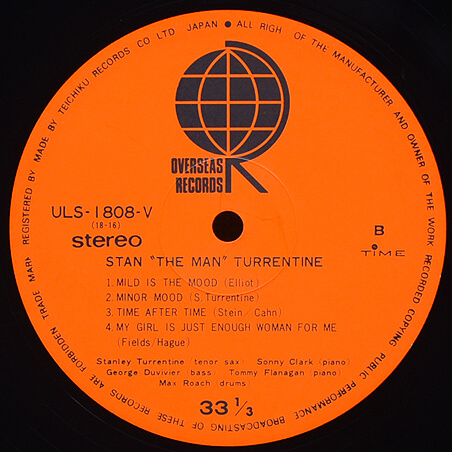 REGISTERED BY MADE BY TEICHIKU RECORDS CO LTD JAPAN ● ALL RIGH OF THE MANUFACTURER AND OWNER OF THE WORK RECORDED COPYING PUBLIC PERFORMANCE BROADCASTING OF THESE RECORDS ARE FORBIDDEN TRADE MARK
OVERSEAS
RECORDS
ULS-1808-V
(18-16)
stereo
B
TIME
STAN "THE MAN" TURRENTINE
1. MILD IS THE MOOD (Elliot)
2. MINOR MOOD (S. Turrentine)
3. TIME AFTER TIME (Stein / Cahn)
4. MY GIRL IS JUST ENOUGH WOMAN FOR ME
(Fields/Hague)
Stanley Turrentine (tenor sax) Sonny Clark (piano)
George Duvivier (bass) Tommy Flanagan (piano)
Max Roach (drums)
33 1/3